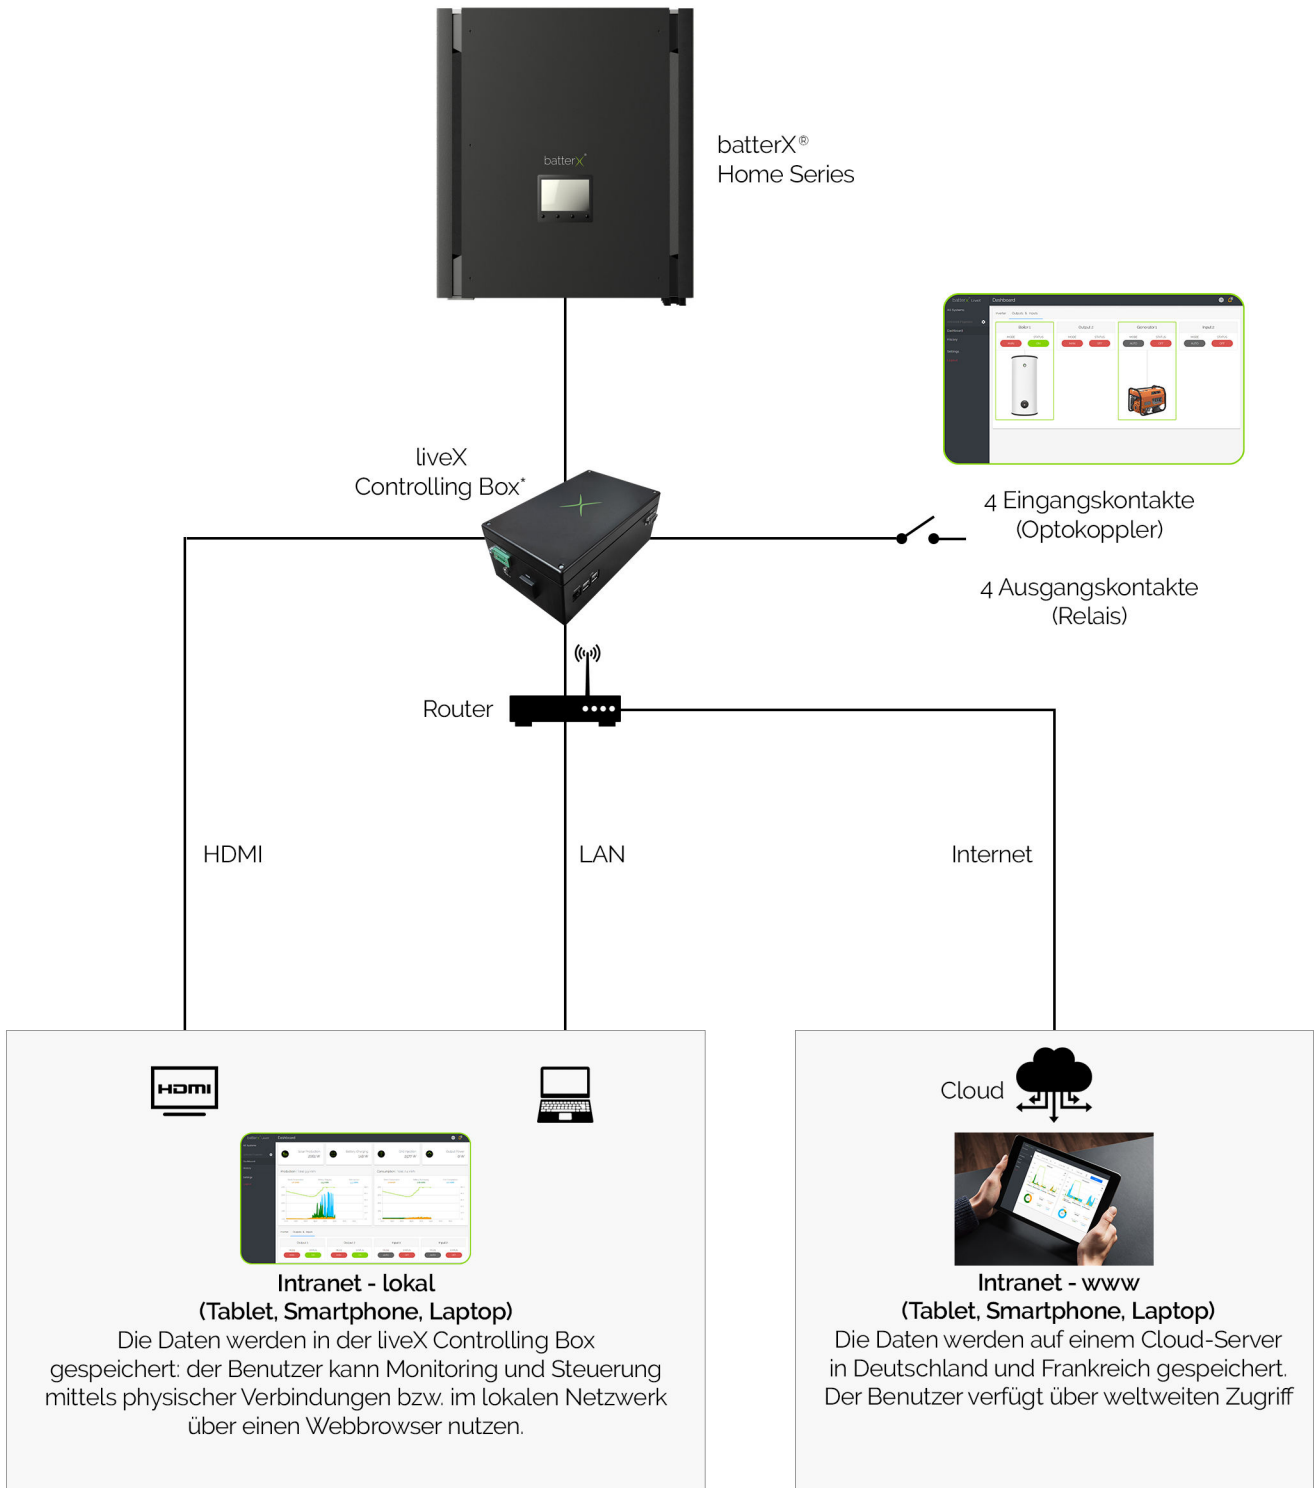 batterX
batterX®
Home Series
Dashboard
liveX
Controlling Box*
4 Eingangskontakte
(Optokoppler)
4 Ausgangskontakte
(Relais)
Router
HDMI
LAN
Internet
HDMI
Cloud
Dashboard
Intranet - lokal
(Tablet, Smartphone, Laptop)
Die Daten werden in der liveX Controlling Box
gespeichert: der Benutzer kann Monitoring und Steuerung
mittels physischer Verbindungen bzw. im lokalen Netzwerk
über einen Webbrowser nutzen.
Intranet - www
(Tablet, Smartphone, Laptop)
Die Daten werden auf einem Cloud-Server
in Deutschland und Frankreich gespeichert.
Der Benutzer verfügt über weltweiten Zugriff